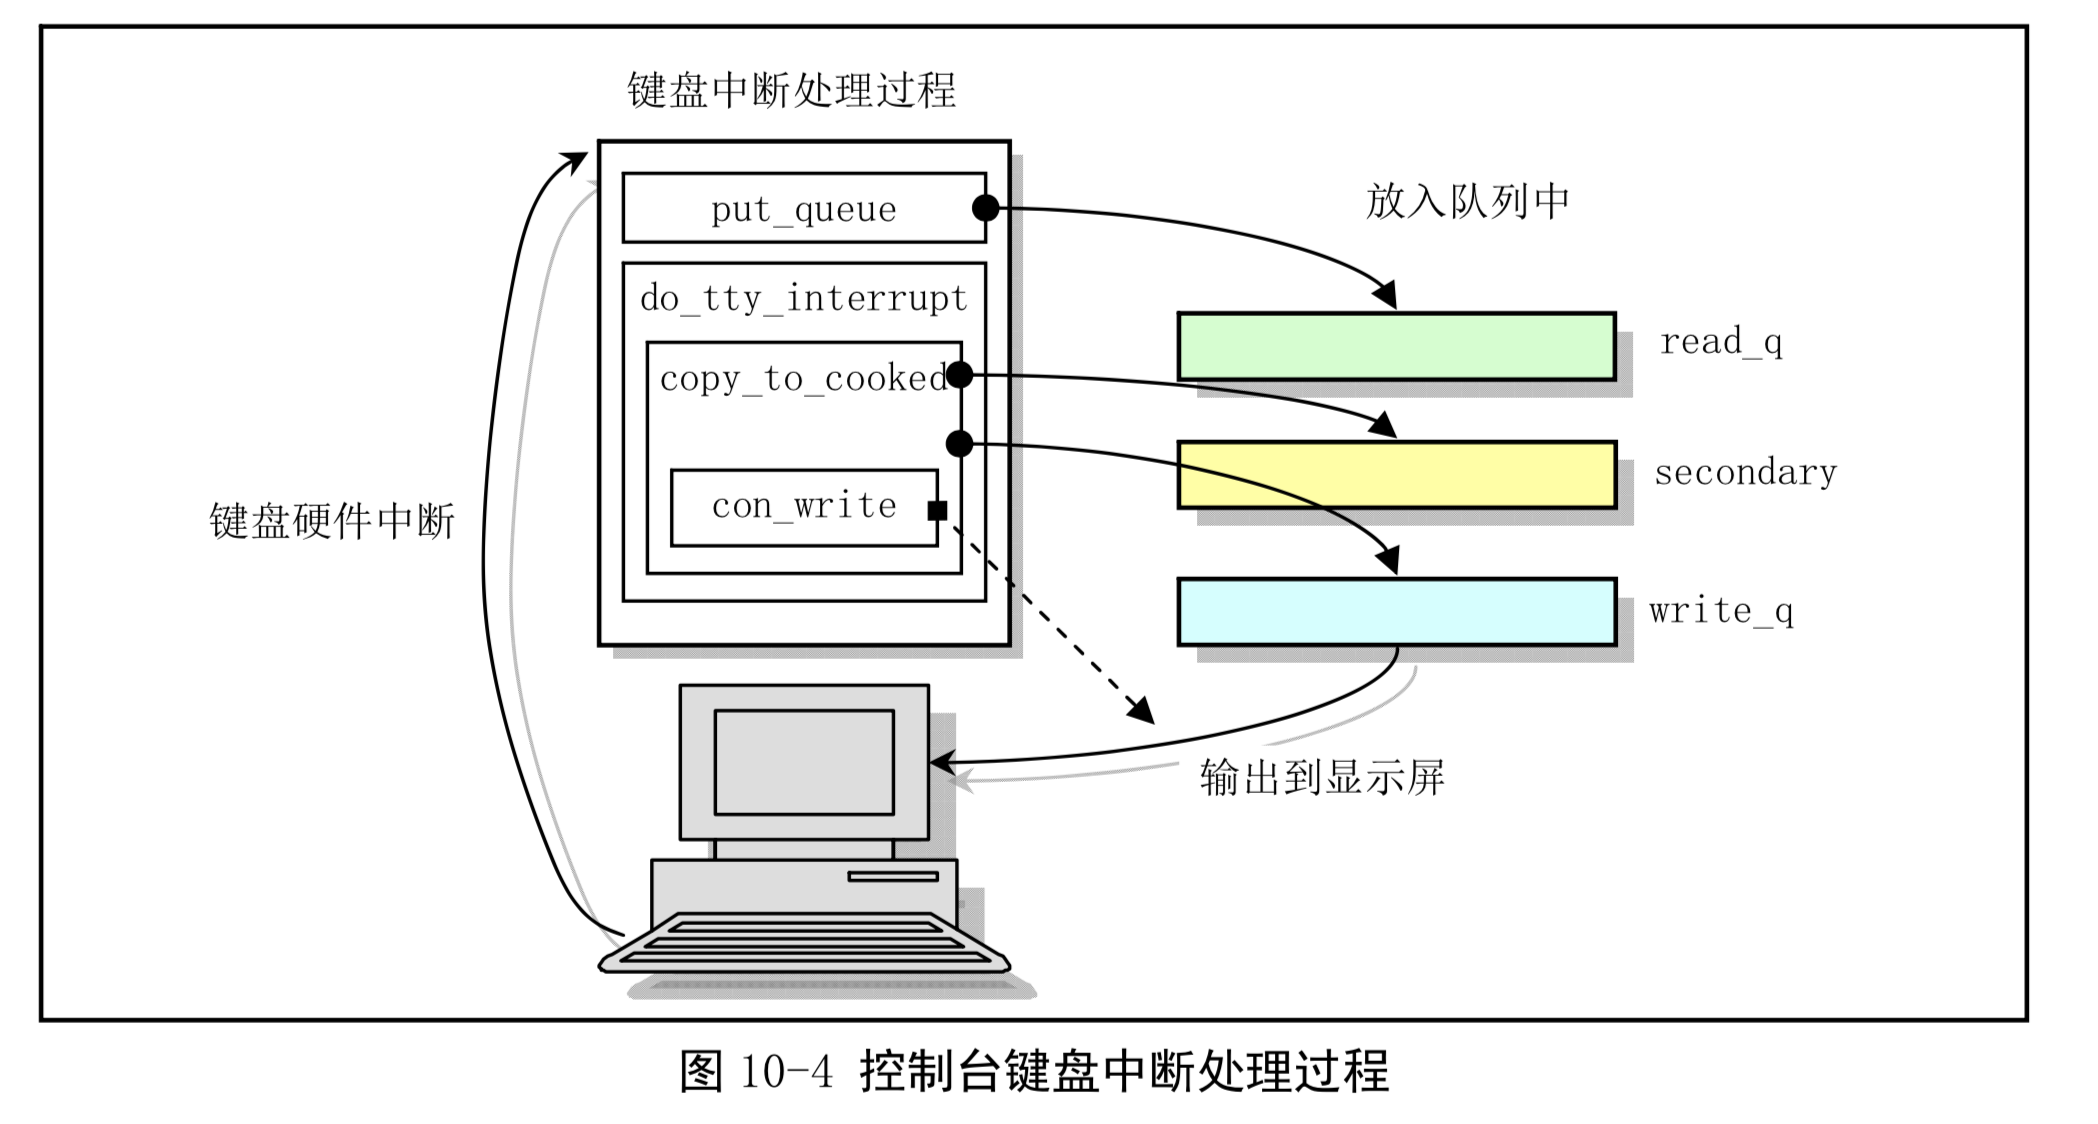 键盘中断处理过程
put_queue
放入队列中
do_tty_interrupt
read_q
copy_to_cooked
secondary
con_write
键盘硬件中断
write_q
输出到显示屏
图 10-4 控制台键盘中断处理过程